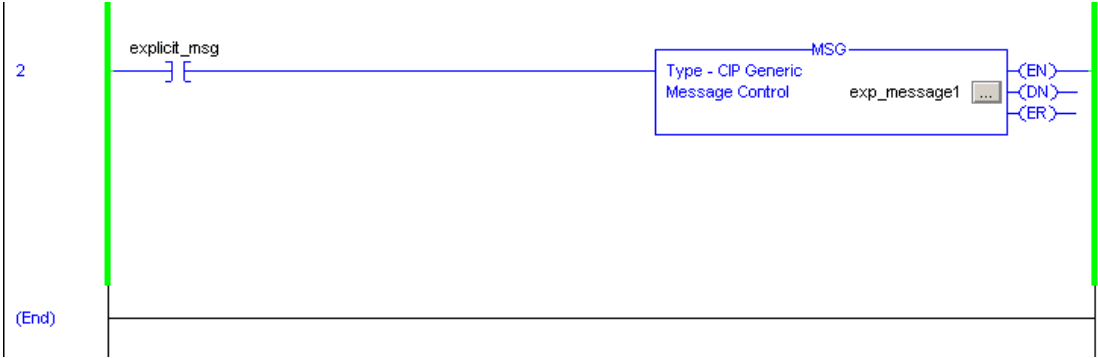 explicit_msg
MSG
2
Type - CIP Generic
(EN)
Message Control exp_message1 ...
(DN)
(ER)
(End)